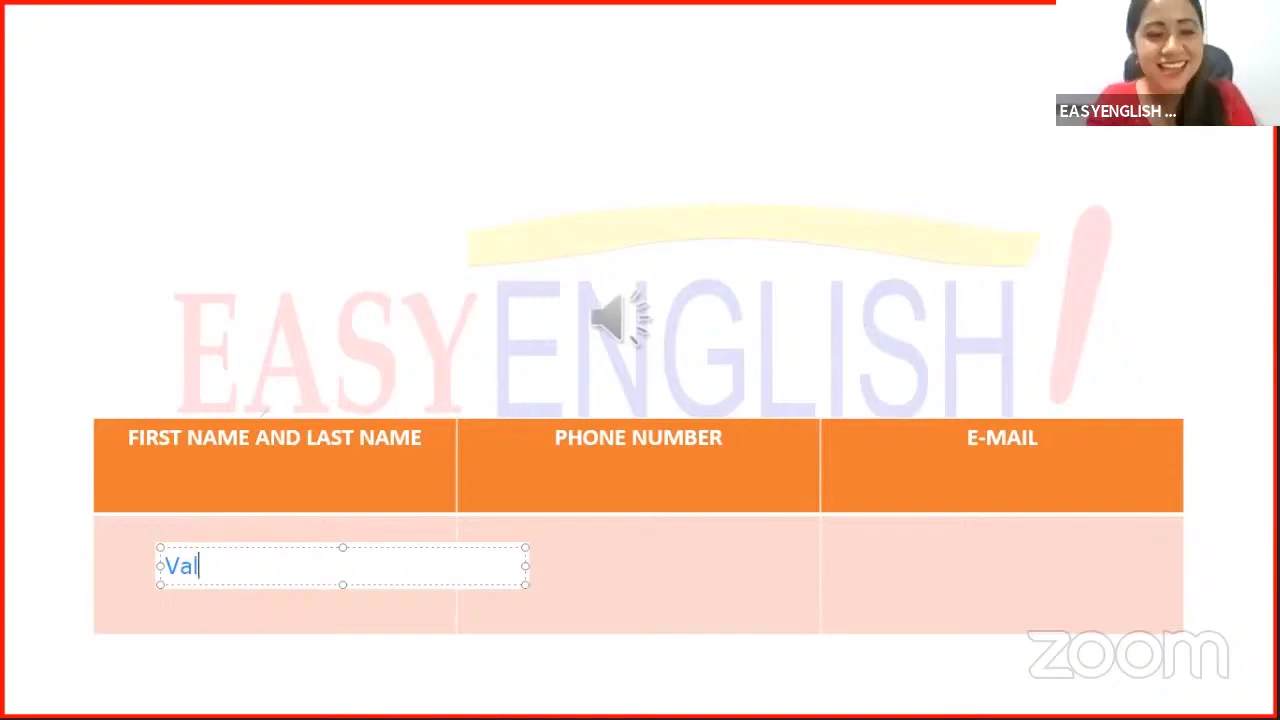 EASYENGLISH ...
EASYENGLISH!
FIRST NAME AND LAST NAME
PHONE NUMBER
E-MAIL
Val
zoom